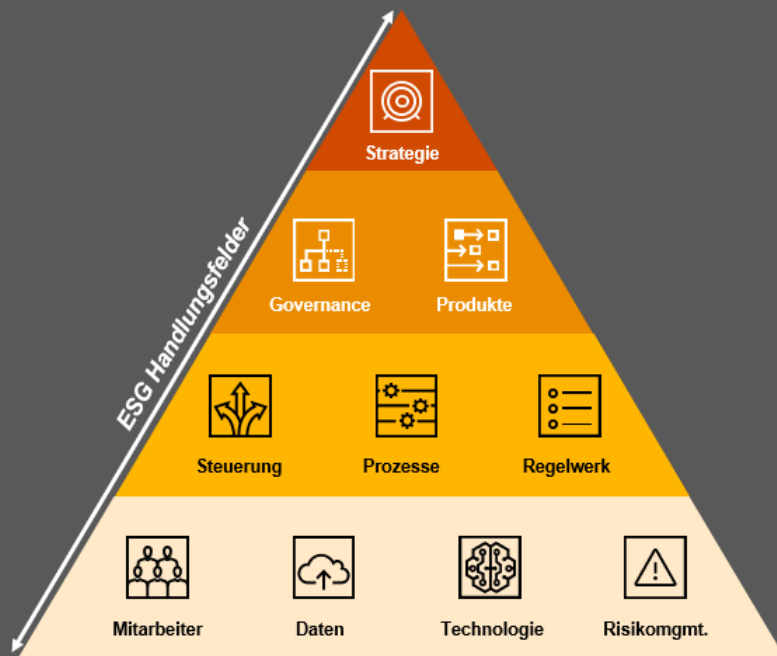 ESG Handlungsfelder
Strategie
Governance
Produkte
Steuerung
Prozesse
Regelwerk
Mitarbeiter
Daten
Technologie
Risikomgmt.